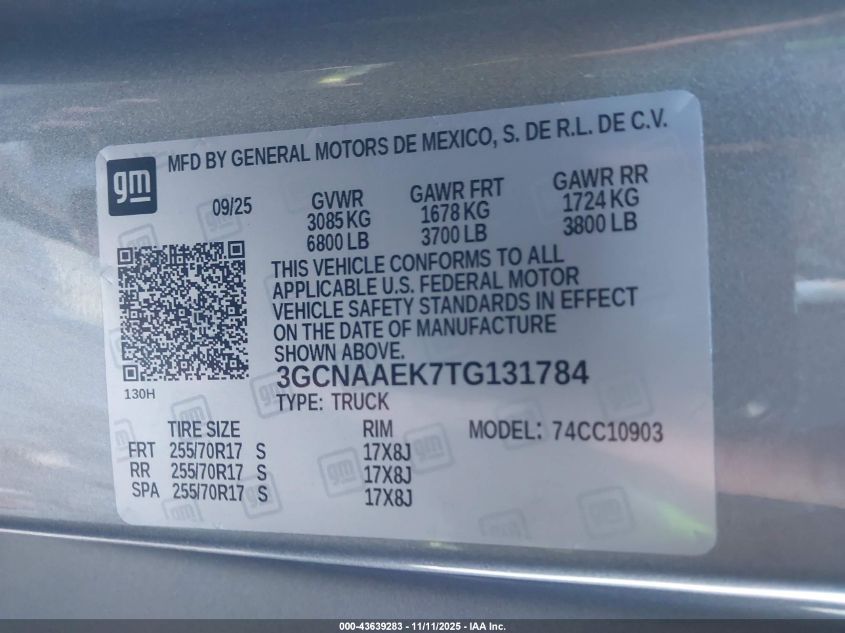 gm
MFD BY GENERAL MOTORS DE MEXICO, S. DE R.L. DE C.V.
09/25
GVWR
3085 KG
6800 LB
GAWR FRT
1678 KG
3700 LB
GAWR RR
1724 KG
3800 LB
THIS VEHICLE CONFORMS TO ALL
APPLICABLE U.S. FEDERAL MOTOR
VEHICLE SAFETY STANDARDS IN EFFECT
ON THE DATE OF MANUFACTURE
SHOWN ABOVE.
130H
3GCNAAEK7TG131784
TYPE: TRUCK
MODEL: 74CC10903
TIRE SIZE RIM
FRT 255/70R17 S 17X8J
RR 255/70R17 S 17X8J
SPA 255/70R17 S 17X8J
000-43639283 - 11/11/2025 - IAA Inc.